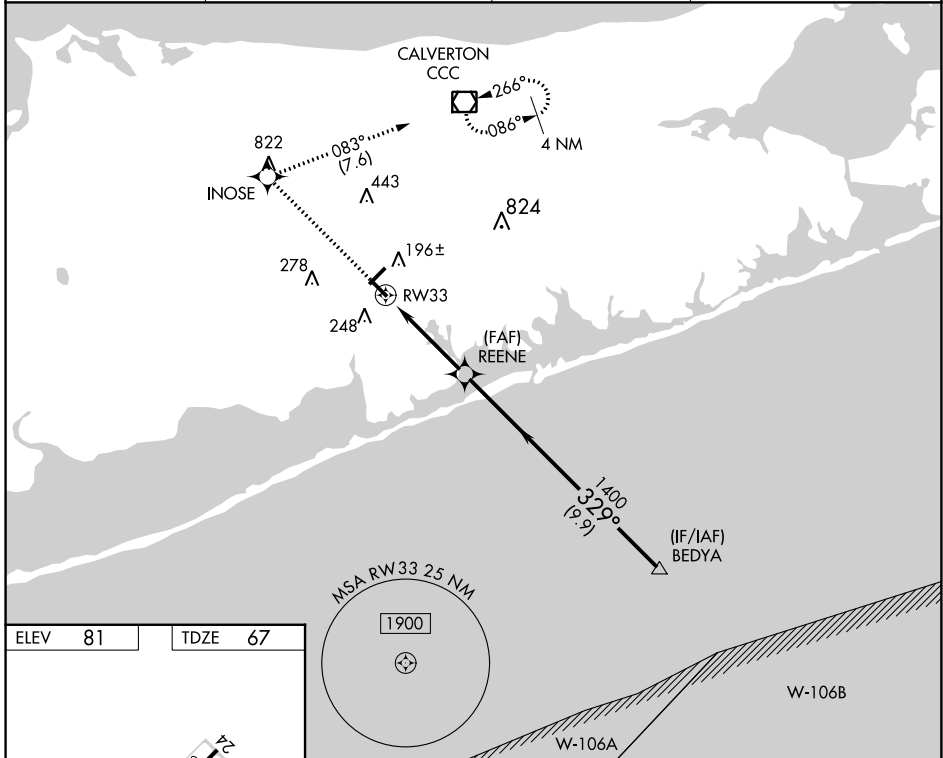 CALVERTON
CCC
266°
086°
4 NM
822
083°
(7.6)
INOSE
443
824
196±
278
RW33
248
(FAF)
REENE
1400
329°
(9.9)
(IF/IAF)
BEDYA
MSA RW33 25 NM
1900
ELEV 81
TDZE 67
W-106B
W-106A
24